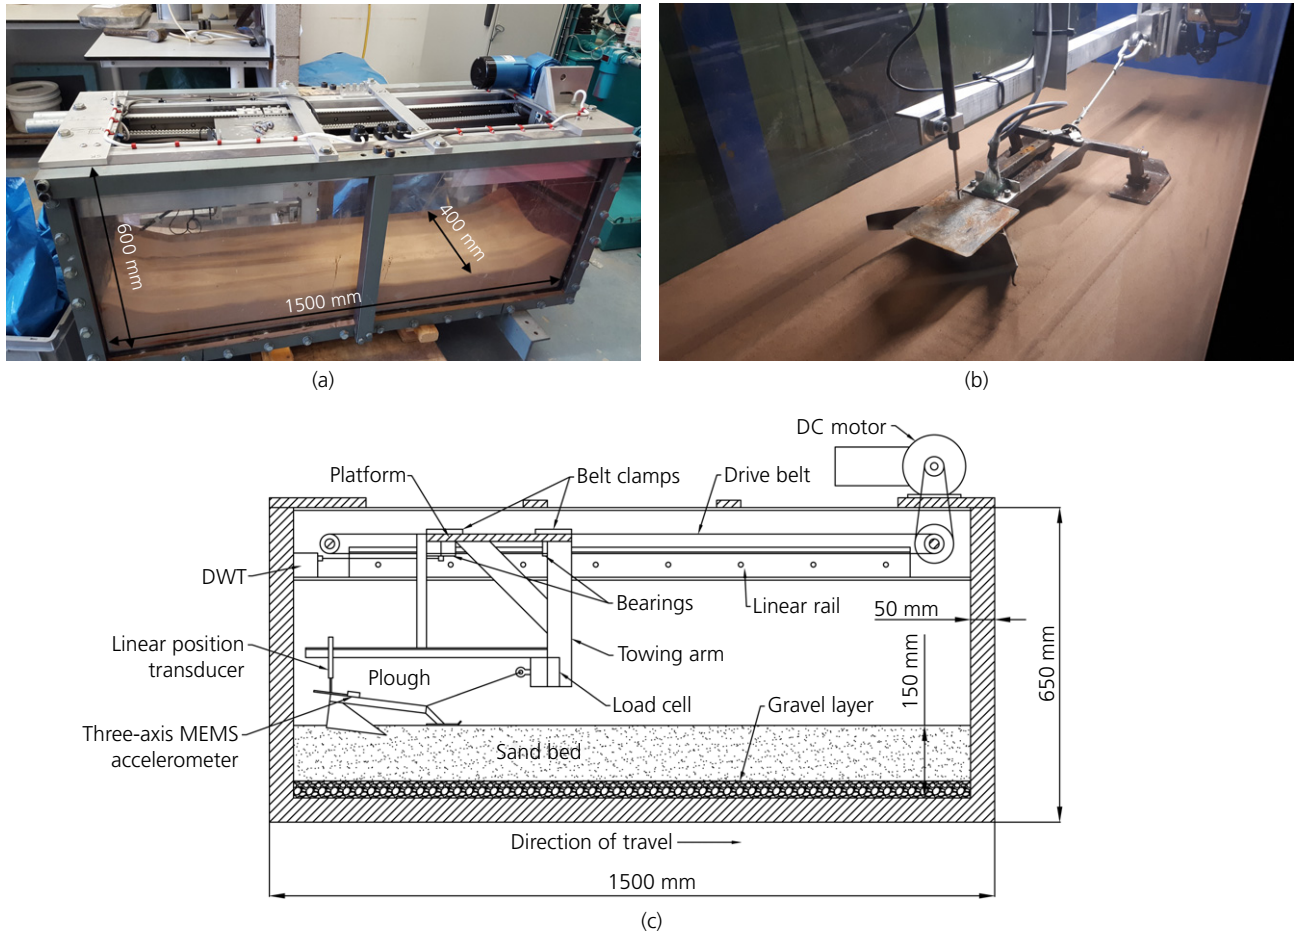 600 mm
400 mm
1500 mm
(a)
(b)
DC motor
Platform
Belt clamps
Drive belt
DWT
Bearings
Linear rail
50 mm
Linear position
transducer
Plough
Towing arm
150 mm
650 mm
Load cell
Gravel layer
Three-axis MEMS
accelerometer
Sand bed
Direction of travel
1500 mm
(c)